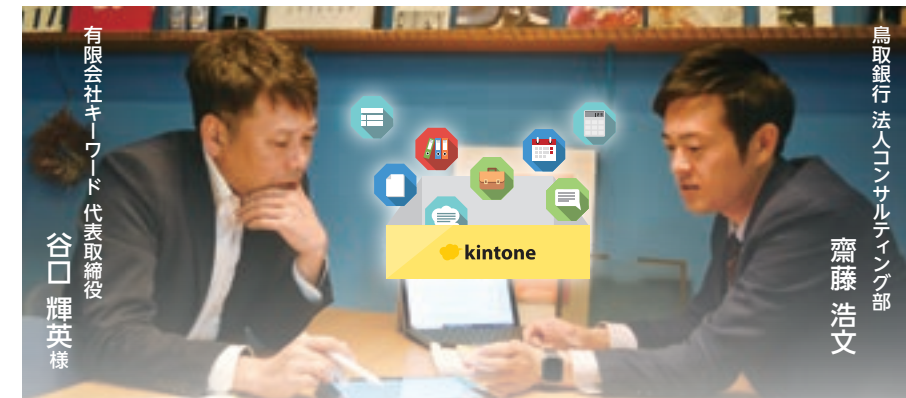 鳥取銀行 法人コンサルティング部
齋藤 浩文
kintone
有限会社キーワード 代表取締役
谷口 輝英様